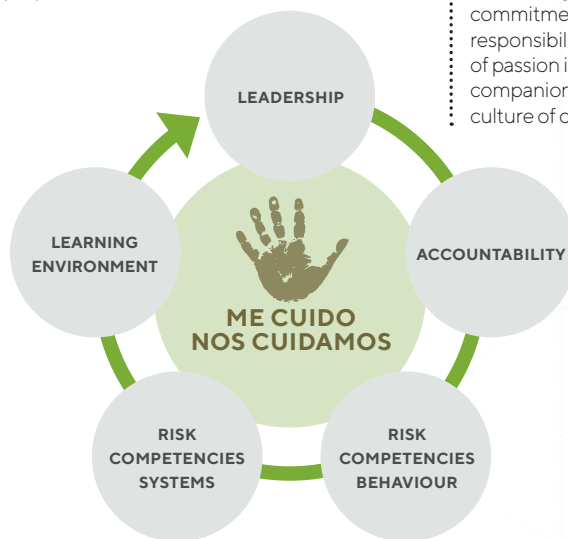 commitme
responsibil
of passion i
companion
culture of c
LEADERSHIP
ACCOUNTABILITY
RISK
COMPETENCIES
BEHAVIOUR
RISK
COMPETENCIES
SYSTEMS
LEARNING
ENVIRONMENT
ME CUIDO
NOS CUIDAMOS